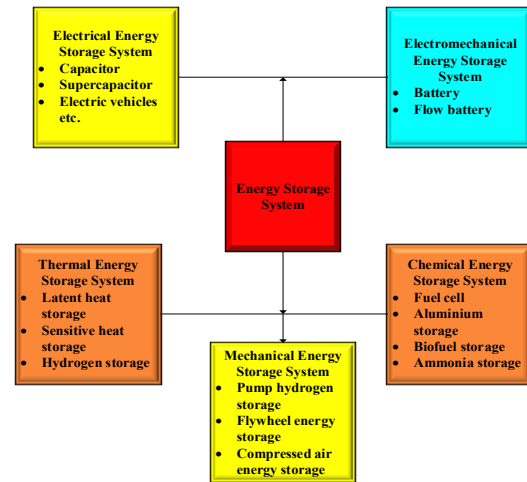 Electrical Energy
Storage System
• Capacitor
• Supercapacitor
• Electric vehicles
etc.
Electromechanical
Energy Storage
System
• Battery
• Flow battery
Energy Storage
System
Thermal Energy
Storage System
• Latent heat
storage
• Sensitive heat
storage
• Hydrogen storage
Chemical Energy
Storage System
• Fuel cell
• Aluminium
storage
• Biofuel storage
• Ammonia storage
Mechanical Energy
Storage System
• Pump hydrogen
storage
• Flywheel energy
storage
• Compressed air
energy storage